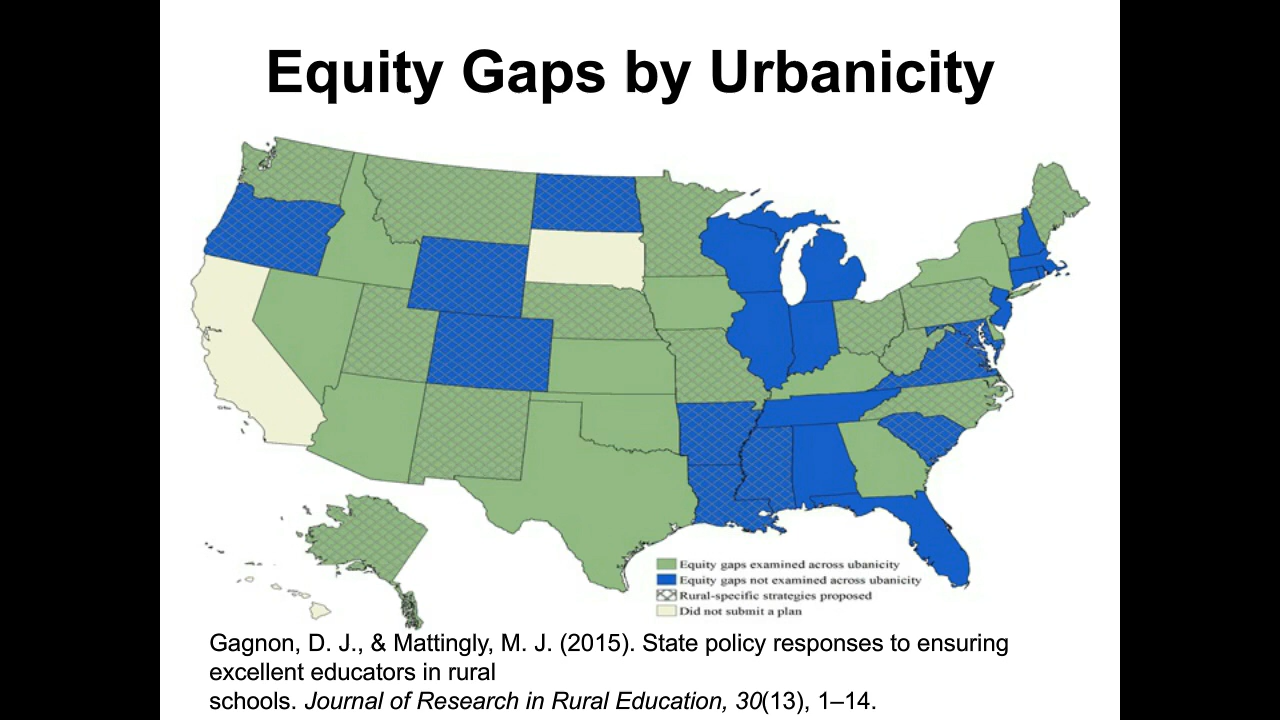 Equity Gaps by Urbanicity
Equity gaps examined across ubanicity
Equity gaps not examined across ubanicity
Rural-specific strategies proposed
Did not submit a plan
Gagnon, D. J., & Mattingly, M. J. (2015). State policy responses to ensuring
excellent educators in rural
schools. Journal of Research in Rural Education, 30(13), 1–14.